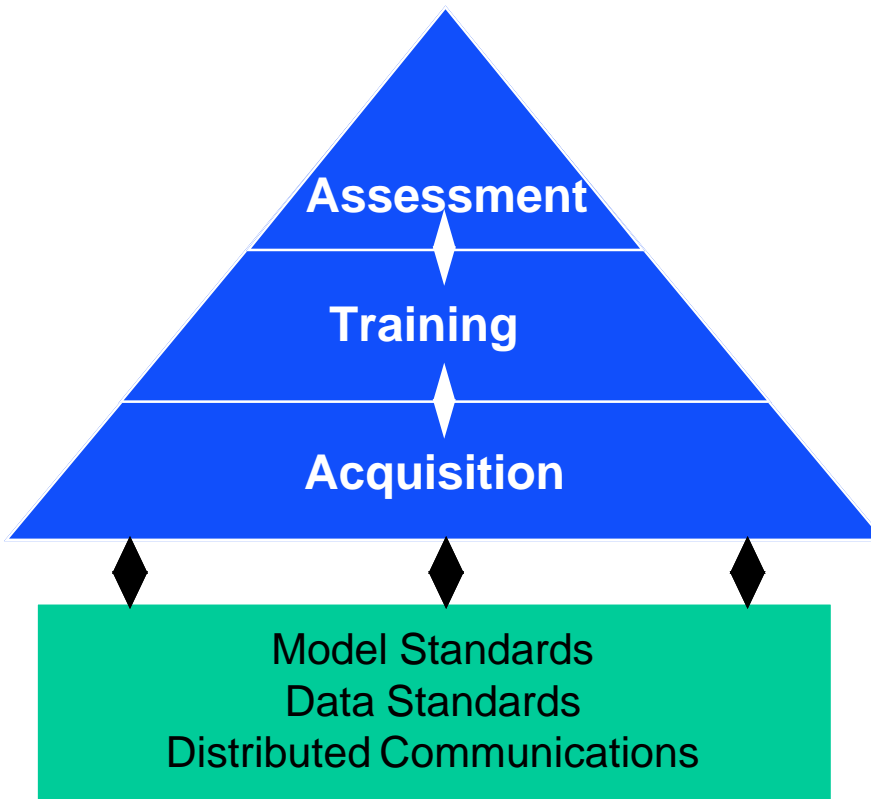 Assessment
Training
Acquisition
Model Standards
Data Standards
Distributed Communications